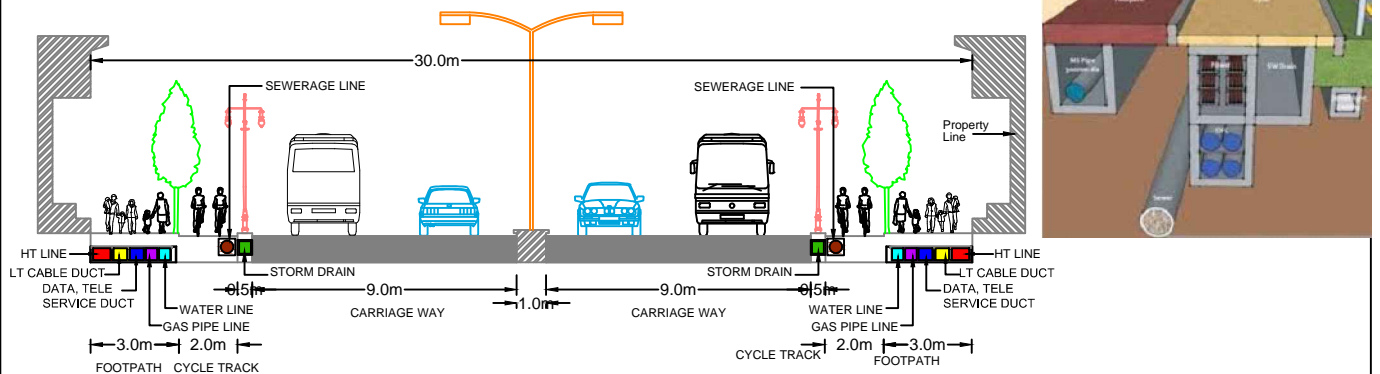 30.0m
SEWERAGE LINE
SEWERAGE LINE
Property
Line
HT LINE
LT CABLE DUCT
DATA, TELE
SERVICE DUCT
WATER LINE
GAS PIPE LINE
STORM DRAIN
0.5m
9.0m
1.0m
9.0m
0.5m
CARRIAGE WAY
CARRIAGE WAY
STORM DRAIN
WATER LINE
GAS PIPE LINE
HT LINE
LT CABLE DUCT
DATA, TELE
SERVICE DUCT
3.0m
2.0m
FOOTPATH
CYCLE TRACK
CYCLE TRACK
2.0m
3.0m
FOOTPATH
MS Pipe
Power
SW Drain
Sewer